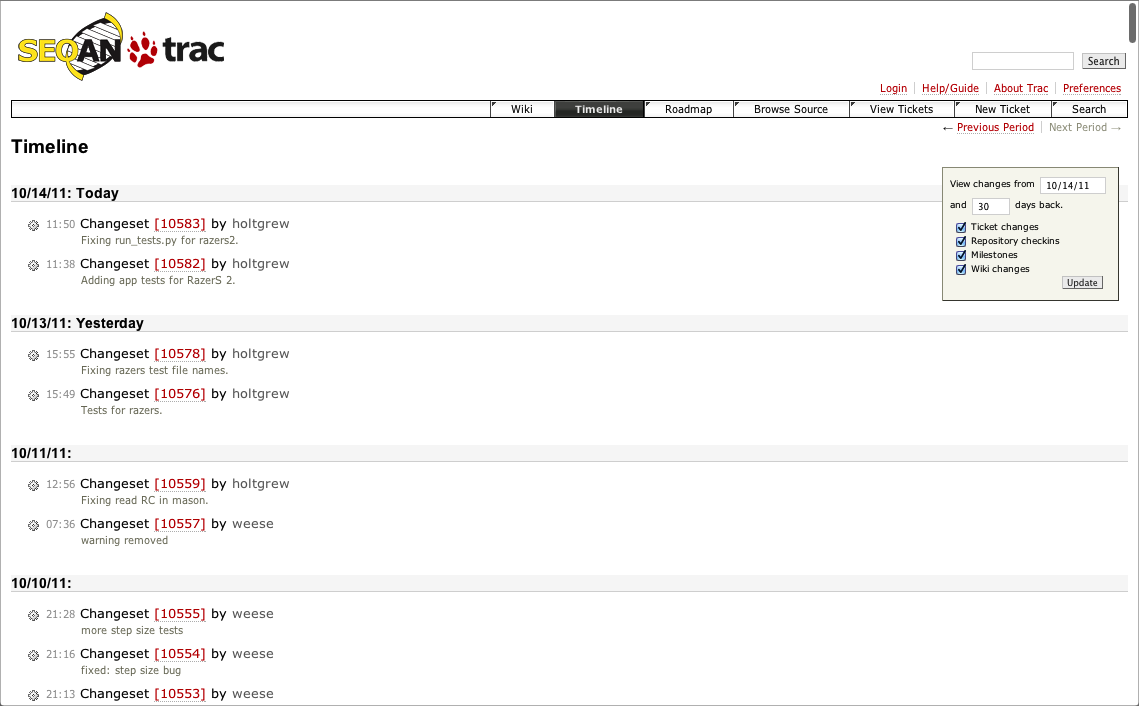 SEQAN trac
Search
Login Help/Guide About Trac Preferences
Wiki Timeline Roadmap Browse Source View Tickets New Ticket Search
← Previous Period Next Period →
Timeline
View changes from 10/14/11
and 30 days back.
Ticket changes
Repository checkins
Milestones
Wiki changes
Update
10/14/11: Today
11:50 Changeset [10583] by holtgrew
Fixing run_tests.py for razers2.
11:38 Changeset [10582] by holtgrew
Adding app tests for RazerS 2.
10/13/11: Yesterday
15:55 Changeset [10578] by holtgrew
Fixing razers test file names.
15:49 Changeset [10576] by holtgrew
Tests for razers.
10/11/11:
12:56 Changeset [10559] by holtgrew
Fixing read RC in mason.
07:36 Changeset [10557] by weese
warning removed
10/10/11:
21:28 Changeset [10555] by weese
more step size tests
21:16 Changeset [10554] by weese
fixed: step size bug
21:13 Changeset [10553] by weese